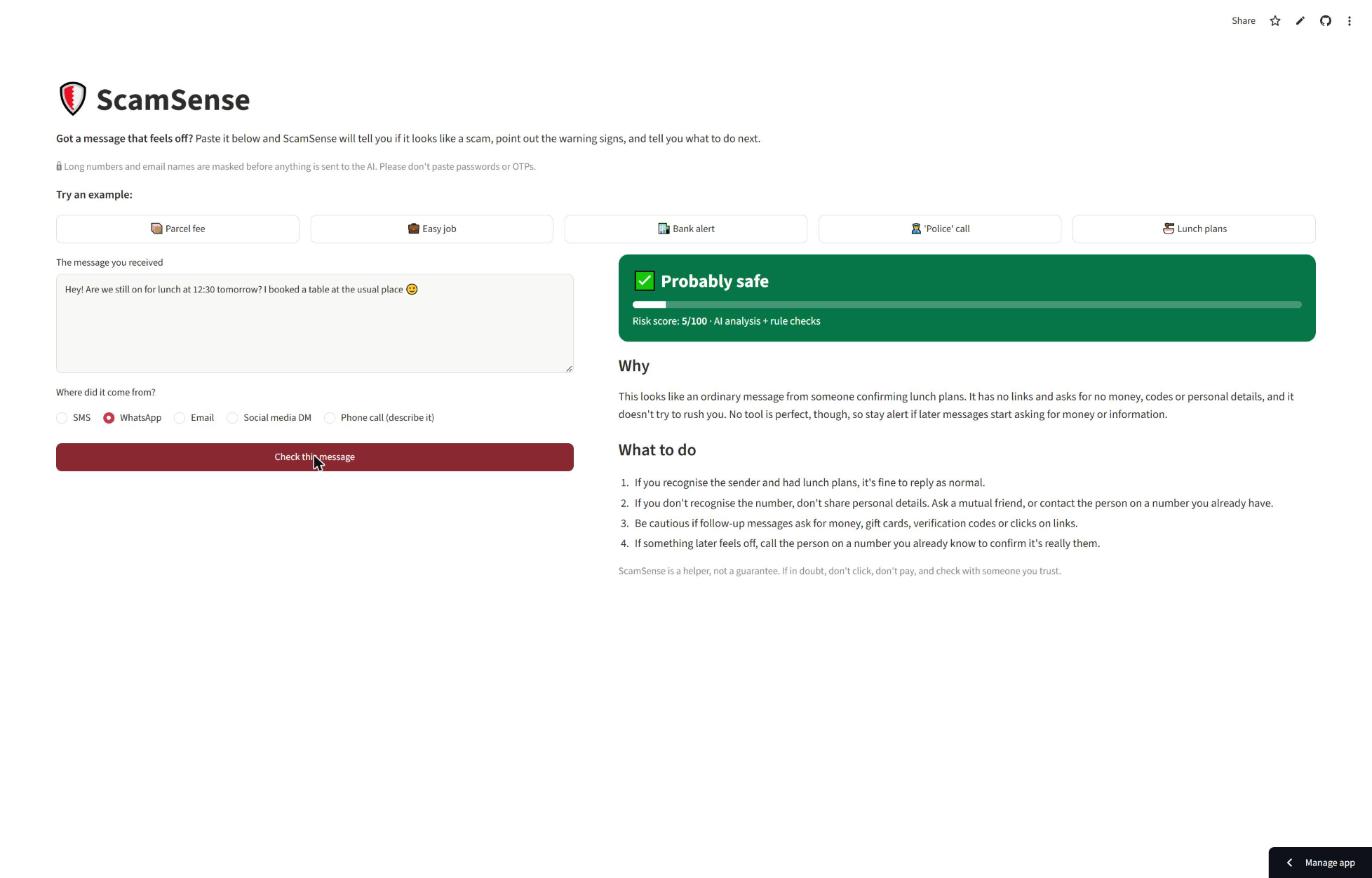 Share
ScamSense
Got a message that feels off? Paste it below and ScamSense will tell you if it looks like a scam, point out the warning signs, and tell you what to do next.
Long numbers and email names are masked before anything is sent to the AI. Please don't paste passwords or OTPs.
Try an example:
Parcel fee
Easy job
Bank alert
'Police' call
Lunch plans
The message you received
Hey! Are we still on for lunch at 12:30 tomorrow? I booked a table at the usual place 🙂
Where did it come from?
SMS WhatsApp Email Social media DM Phone call (describe it)
Check this message
✅ Probably safe
Risk score: 5/100 · AI analysis + rule checks
Why
This looks like an ordinary message from someone confirming lunch plans. It has no links and asks for no money, codes or personal details, and it
doesn't try to rush you. No tool is perfect, though, so stay alert if later messages start asking for money or information.
What to do
1. If you recognise the sender and had lunch plans, it's fine to reply as normal.
2. If you don't recognise the number, don't share personal details. Ask a mutual friend, or contact the person on a number you already have.
3. Be cautious if follow-up messages ask for money, gift cards, verification codes or clicks on links.
4. If something later feels off, call the person on a number you already know to confirm it's really them.
ScamSense is a helper, not a guarantee. If in doubt, don't click, don't pay, and check with someone you trust.
Manage app